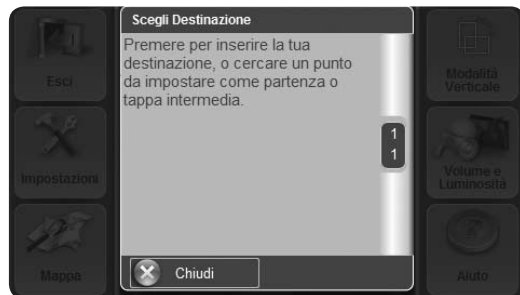 Scegli Destinazione
Premere per inserire la tua
destinazione, o cercare un punto
da impostare come partenza o
tappa intermedia.
1
1
Chiudi
Esci
Impostazioni
Mappa
Modalità
Verticale
Volume e
Luminosità
Aiuto